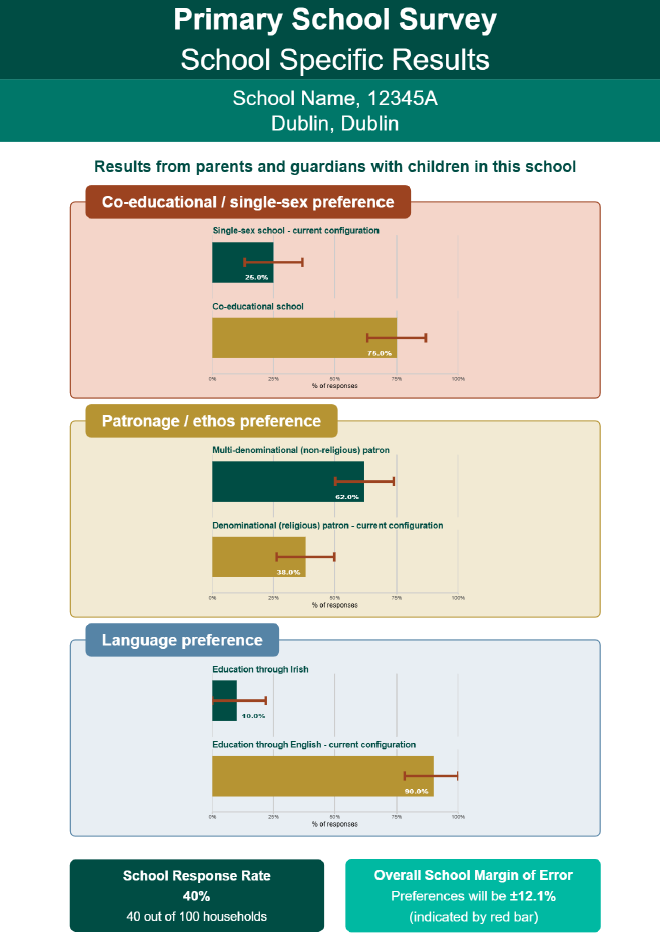 Primary School Survey
School Specific Results
School Name, 12345A
Dublin, Dublin
Results from parents and guardians with children in this school
Co-educational / single-sex preference
Single-sex school - current configuration
25.0%
Co-educational school
75.0%
0% 25% 50% 75% 100%
% of responses
Patronage / ethos preference
Multi-denominational (non-religious) patron
62.0%
Denominational (religious) patron - current configuration
38.0%
0% 25% 50% 75% 100%
% of responses
Language preference
Education through Irish
10.0%
Education through English - current configuration
90.0%
0% 25% 50% 75% 100%
% of responses
School Response Rate
40%
40 out of 100 households
Overall School Margin of Error
Preferences will be ±12.1%
(indicated by red bar)